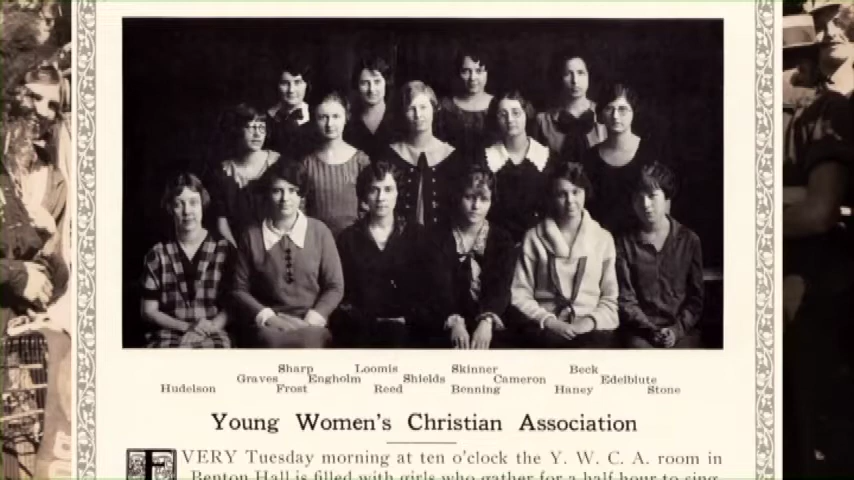 Sharp Loomis Skinner Beck
Graves Engholm Shields Cameron Edelblute
Hudelson Frost Reed Benning Haney Stone
Young Women's Christian Association
EVERY Tuesday morning at ten o'clock the Y. W. C. A. room in
Benton Hall is filled with girls who gather for a half hour to sing,